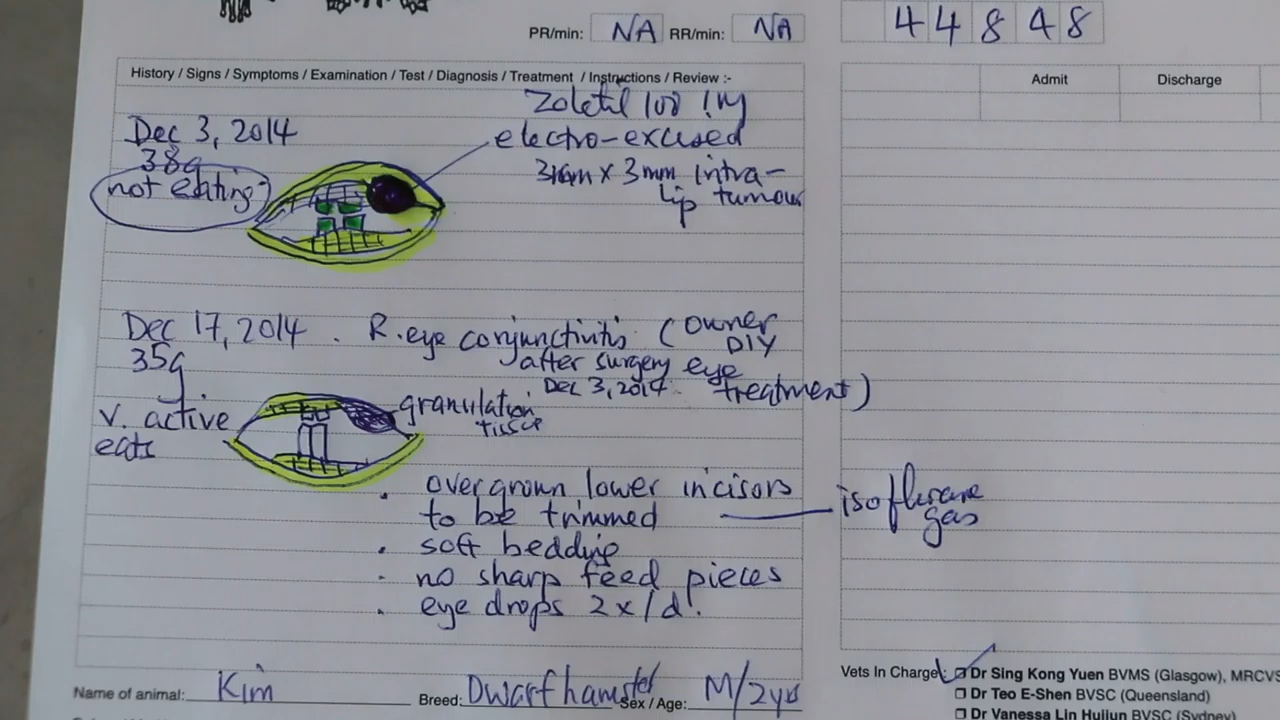 PR/min: NA RR/min: NA
44848
History / Signs / Symptoms / Examination / Test / Diagnosis / Treatment / Instructions / Review :-
Admit Discharge
Zoletil 100 IM
Dec 3, 2014 electro-excised
38g
not eating
3mm x 3mm intra-
lip tumour
Dec 17, 2014 . R. eye conjunctivitis (owner
DIY
35g after surgery eye
Dec 3, 2014 treatment)
v. active granulation
tissue
eats
. overgrown lower incisors isoflurane
to be trimmed gas
. soft bedding
. no sharp feed pieces
. eye drops 2x/d.
Vets In Charge: Dr Sing Kong Yuen BVMS (Glasgow), MRCVS
Name of animal: Kim Breed: Dwarf hamster Sex / Age: M/2yrs
Dr Teo E-Shen BVSC (Queensland)
Dr Vanessa Lin Huijun BVSC (Sydney)